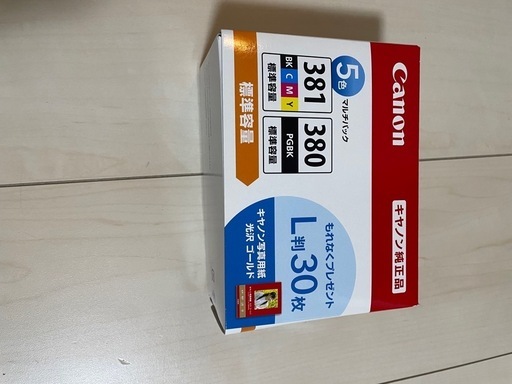 Canon
キヤノン純正品
5色
マルチパック
381
BK C M Y
標準容量
380
PGBK
標準容量
もれなくプレゼント
L判30枚
キヤノン写真用紙
光沢 ゴールド
標準容量